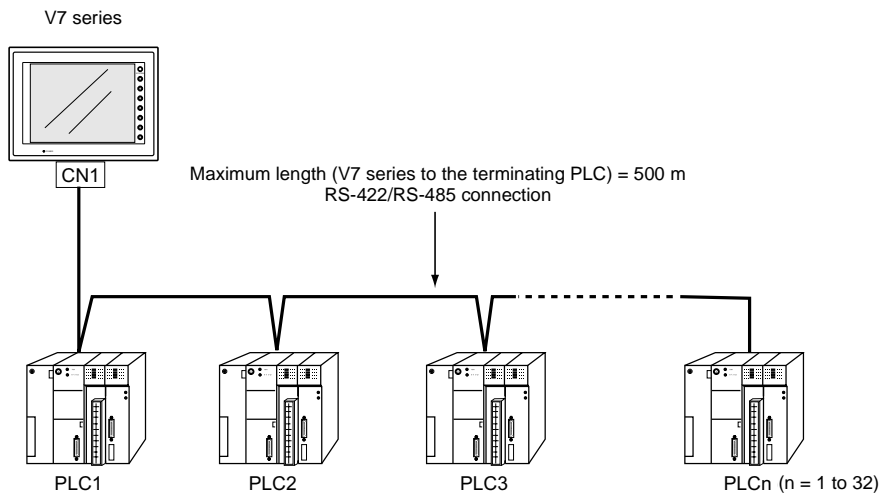 V7 series
CN1
Maximum length (V7 series to the terminating PLC) = 500 m
RS-422/RS-485 connection
PLC1
PLC2
PLC3
PLCn (n = 1 to 32)